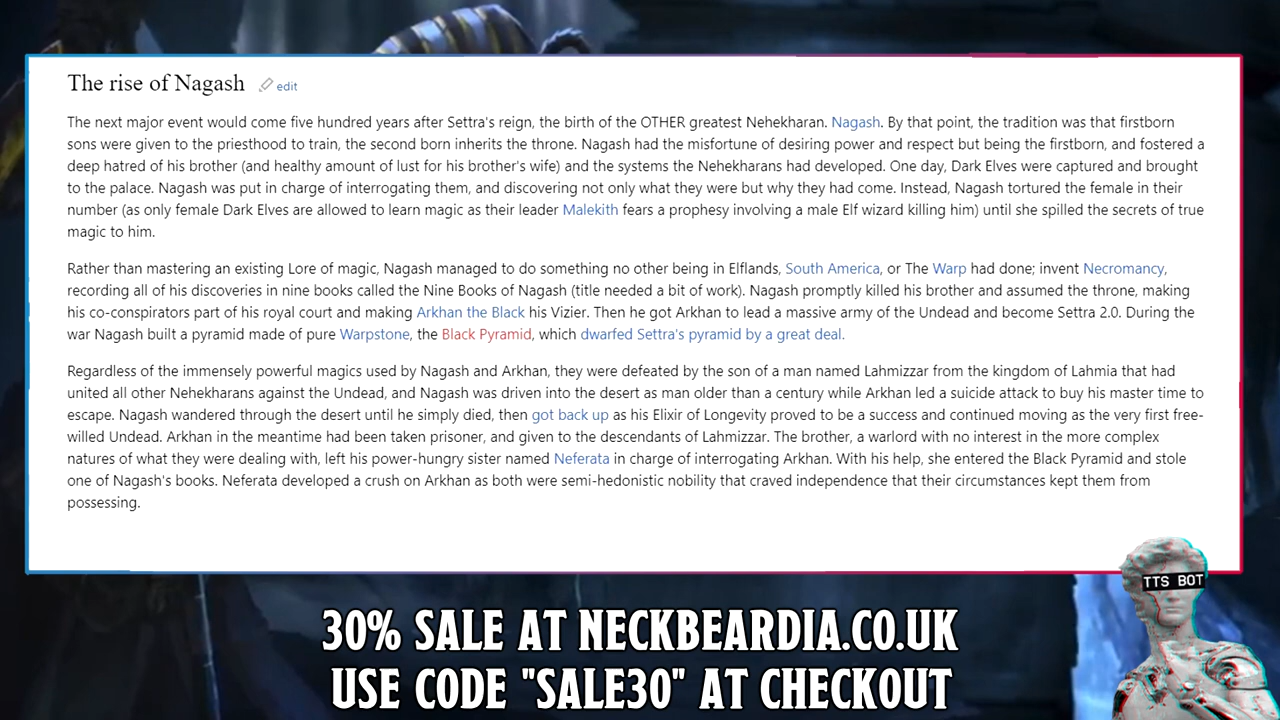 The rise of Nagash edit
The next major event would come five hundred years after Settra's reign, the birth of the OTHER greatest Nehekharan. Nagash. By that point, the tradition was that firstborn
sons were given to the priesthood to train, the second born inherits the throne. Nagash had the misfortune of desiring power and respect but being the firstborn, and fostered a
deep hatred of his brother (and healthy amount of lust for his brother's wife) and the systems the Nehekharans had developed. One day, Dark Elves were captured and brought
to the palace. Nagash was put in charge of interrogating them, and discovering not only what they were but why they had come. Instead, Nagash tortured the female in their
number (as only female Dark Elves are allowed to learn magic as their leader Malekith fears a prophesy involving a male Elf wizard killing him) until she spilled the secrets of true
magic to him.
Rather than mastering an existing Lore of magic, Nagash managed to do something no other being in Elflands, South America, or The Warp had done; invent Necromancy,
recording all of his discoveries in nine books called the Nine Books of Nagash (title needed a bit of work). Nagash promptly killed his brother and assumed the throne, making
his co-conspirators part of his royal court and making Arkhan the Black his Vizier. Then he got Arkhan to lead a massive army of the Undead and become Settra 2.0. During the
war Nagash built a pyramid made of pure Warpstone, the Black Pyramid, which dwarfed Settra's pyramid by a great deal.
Regardless of the immensely powerful magics used by Nagash and Arkhan, they were defeated by the son of a man named Lahmizzar from the kingdom of Lahmia that had
united all other Nehekharans against the Undead, and Nagash was driven into the desert as man older than a century while Arkhan led a suicide attack to buy his master time to
escape. Nagash wandered through the desert until he simply died, then got back up as his Elixir of Longevity proved to be a success and continued moving as the very first free-
willed Undead. Arkhan in the meantime had been taken prisoner, and given to the descendants of Lahmizzar. The brother, a warlord with no interest in the more complex
natures of what they were dealing with, left his power-hungry sister named Neferata in charge of interrogating Arkhan. With his help, she entered the Black Pyramid and stole
one of Nagash's books. Neferata developed a crush on Arkhan as both were semi-hedonistic nobility that craved independence that their circumstances kept them from
possessing.
TTS BOT
30% SALE AT NECKBEARDIA.CO.UK
USE CODE "SALE30" AT CHECKOUT